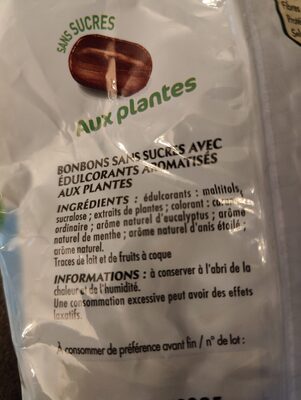 SANS SUCRES
Aux plantes
BONBONS SANS SUCRES AVEC
ÉDULCORANTS AROMATISÉS
AUX PLANTES
INGRÉDIENTS : édulcorants : maltitols,
sucralose ; extraits de plantes ; colorant :
ordinaire ; arôme naturel d'eucalyptus ; arôme
naturel de menthe ; arôme naturel d'anis étoilé ;
arôme naturel.
Traces de lait et de fruits à coque
INFORMATIONS : à conserver à l'abri de la
chaleur et de l'humidité.
Une consommation excessive peut avoir des effets
laxatifs.
À consommer de préférence avant fin / n° de lot :
Fibres